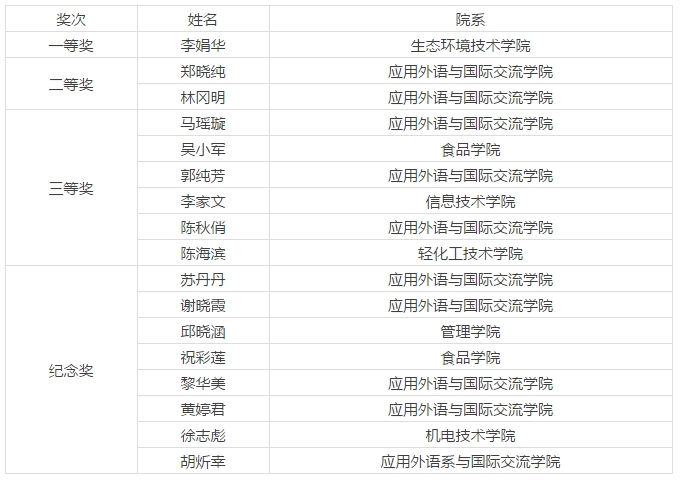 奖次 姓名 院系
一等奖 李娟华 生态环境技术学院
二等奖 郑晓纯 应用外语与国际交流学院
林冈明 应用外语与国际交流学院
三等奖 马瑶璇 应用外语与国际交流学院
吴小军 食品学院
郭纯芳 应用外语与国际交流学院
李家文 信息技术学院
陈秋俏 应用外语与国际交流学院
陈海滨 轻化工技术学院
纪念奖 苏丹丹 应用外语与国际交流学院
谢晓霞 应用外语与国际交流学院
邱晓涵 管理学院
祝彩莲 食品学院
黎华美 应用外语与国际交流学院
黄婷君 应用外语与国际交流学院
徐志彪 机电技术学院
胡炘幸 应用外语系与国际交流学院